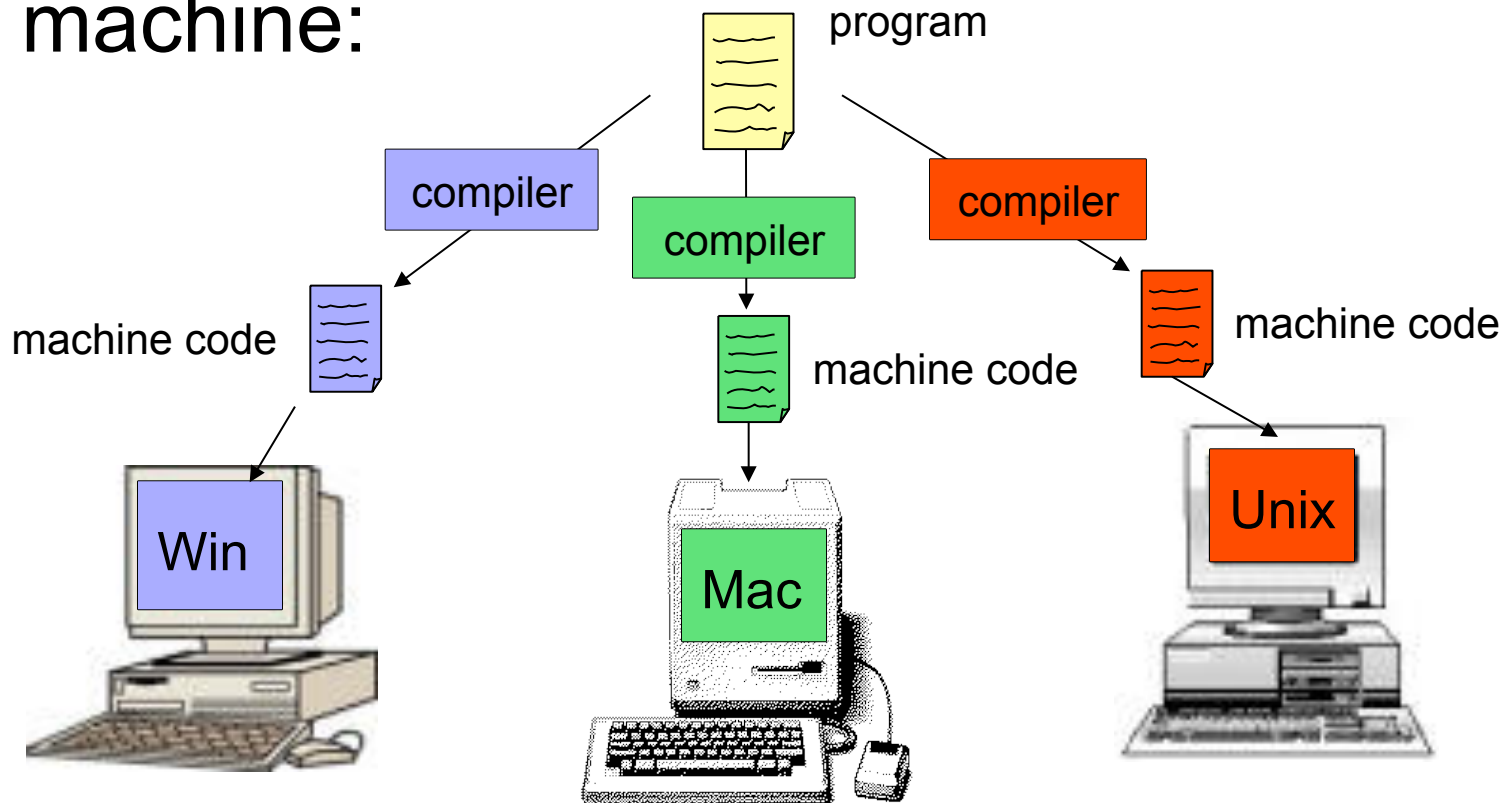 machine:
program
compiler
compiler
compiler
machine code
machine code
machine code
Win
Mac
Unix